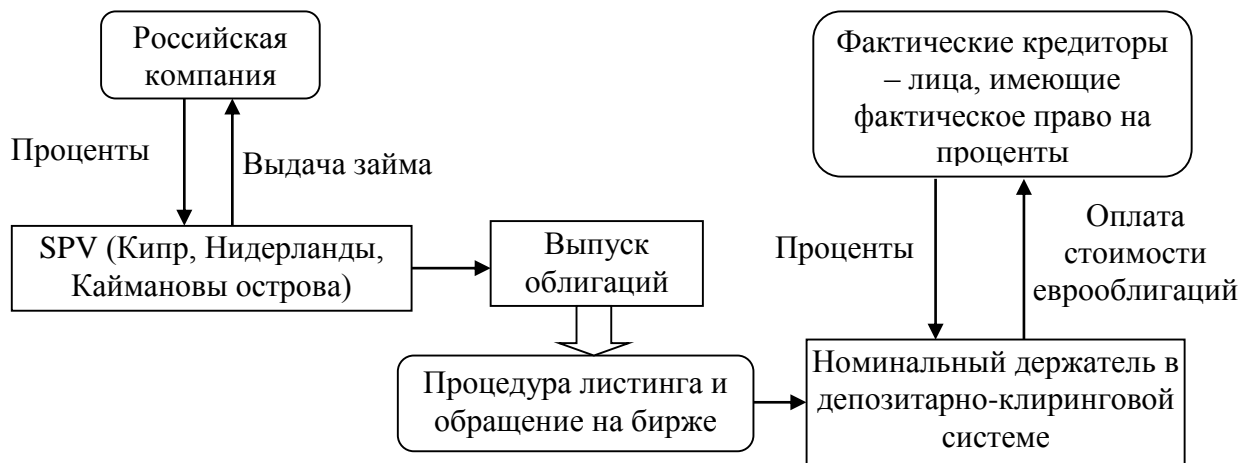 Российская
компания
Проценты
Выдача займа
SPV (Кипр, Нидерланды,
Каймановы острова)
Выпуск
облигаций
Процедура листинга и
обращение на бирже
Фактические кредиторы
– лица, имеющие
фактическое право на
проценты
Проценты
Оплата
стоимости
еврооблигаций
Номинальный держатель в
депозитарно-клиринговой
системе